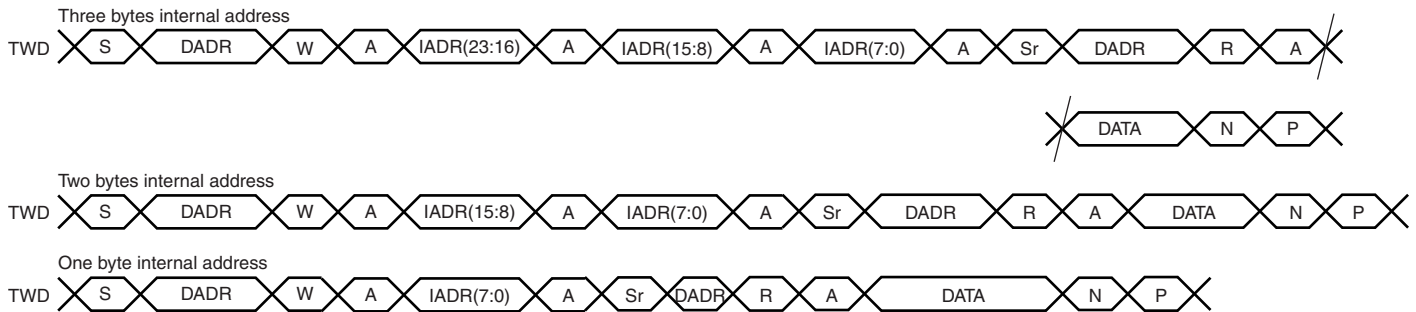 Three bytes internal address
TWD S DADR W A IADR(23:16) A IADR(15:8) A IADR(7:0) A Sr DADR R A
DATA N P
Two bytes internal address
TWD S DADR W A IADR(15:8) A IADR(7:0) A Sr DADR R A DATA N P
One byte internal address
TWD S DADR W A IADR(7:0) A Sr DADR R A DATA N P